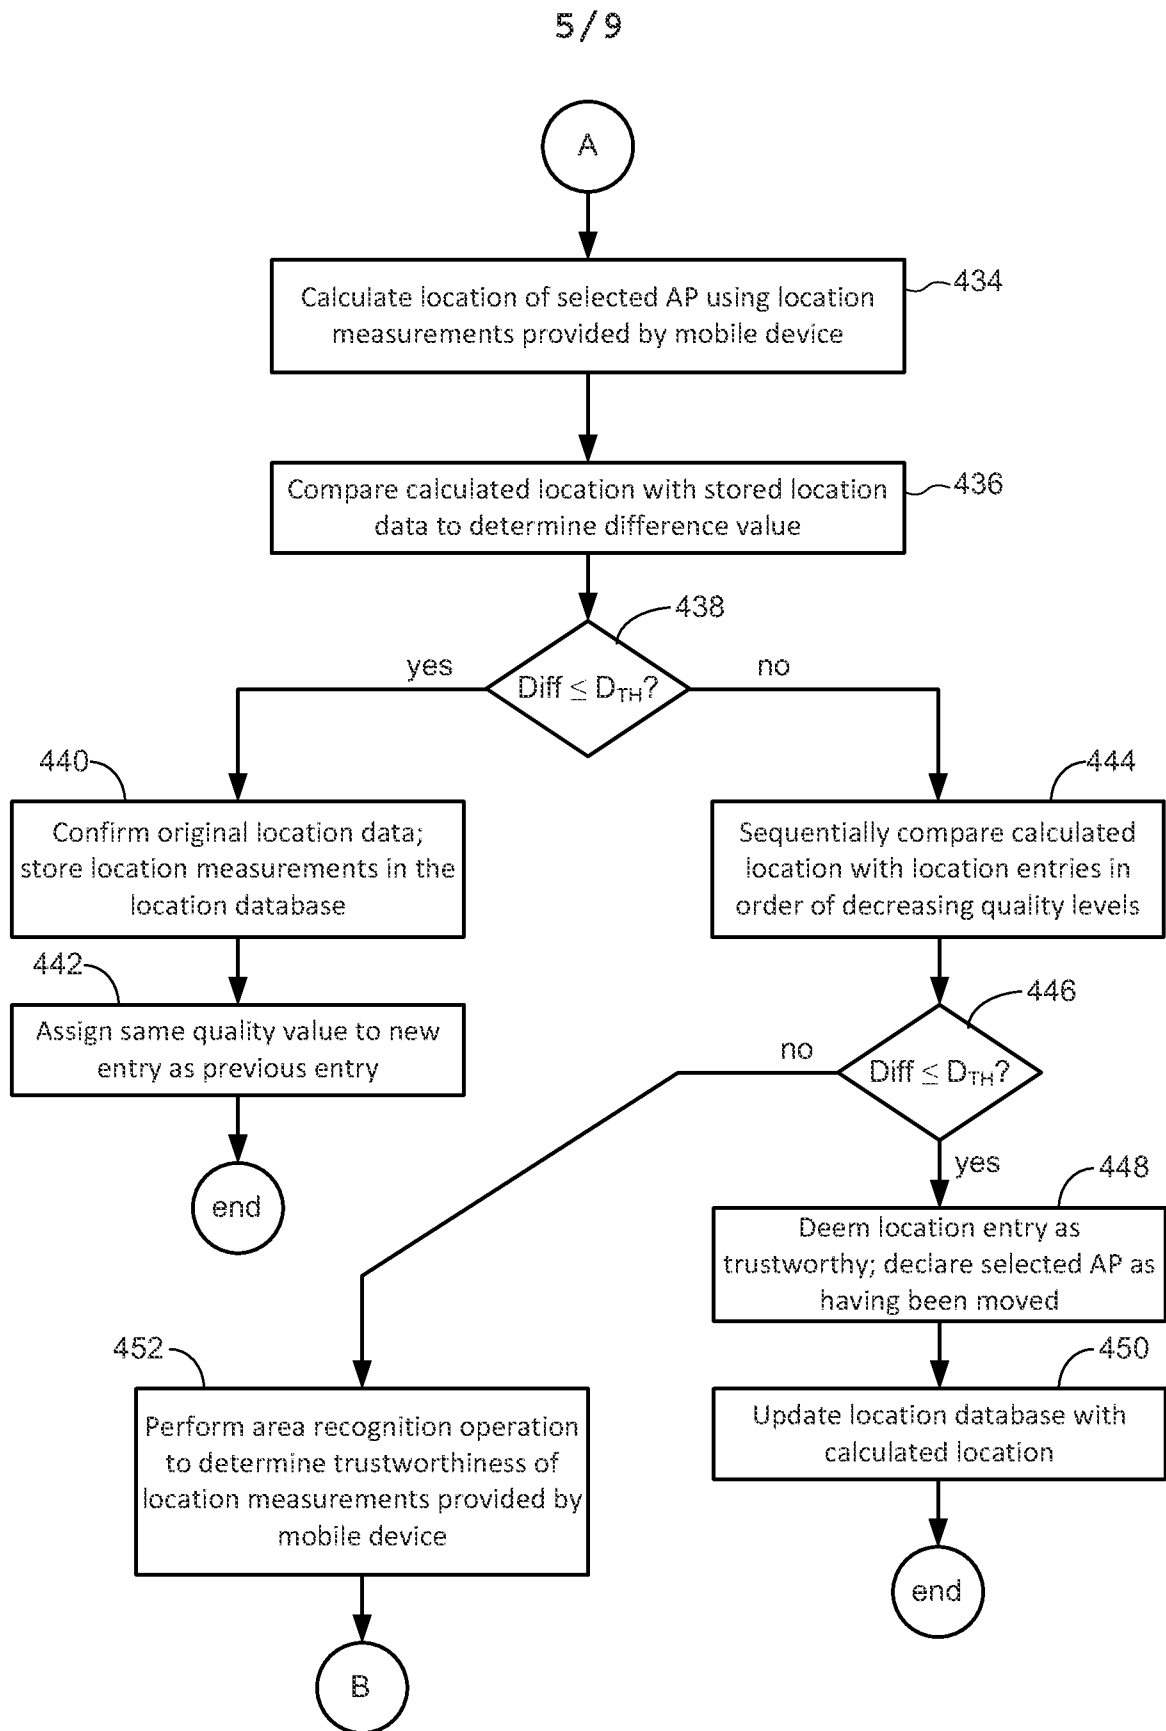 5/9
A
Calculate location of selected AP using location
measurements provided by mobile device
434
Compare calculated location with stored location
data to determine difference value
436
438
Diff ≤ DTH?
yes
no
440
Confirm original location data;
store location measurements in the
location database
442
Assign same quality value to new
entry as previous entry
end
444
Sequentially compare calculated
location with location entries in
order of decreasing quality levels
446
Diff ≤ DTH?
no
yes
448
Deem location entry as
trustworthy; declare selected AP as
having been moved
450
Update location database with
calculated location
end
452
Perform area recognition operation
to determine trustworthiness of
location measurements provided by
mobile device
B